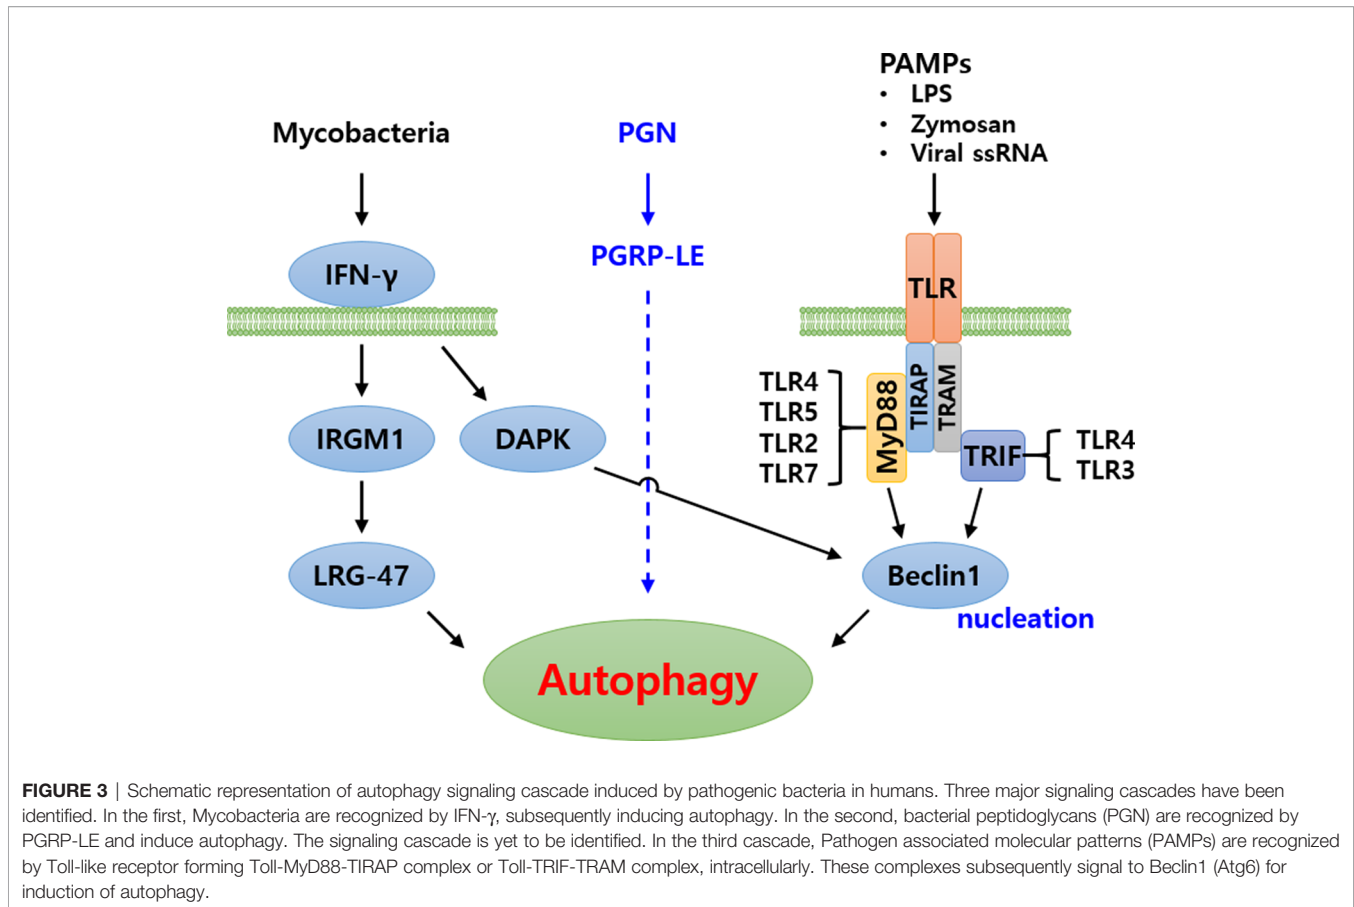 PAMPs
• LPS
• Zymosan
• Viral ssRNA
Mycobacteria
PGN
IFN-γ
PGRP-LE
TLR
TLR4
TLR5
TLR2
TLR7
MyD88
TIRAP
TRAM
TRIF
TLR4
TLR3
IRGM1
DAPK
LRG-47
Beclin1
nucleation
Autophagy
FIGURE 3 | Schematic representation of autophagy signaling cascade induced by pathogenic bacteria in humans. Three major signaling cascades have been
identified. In the first, Mycobacteria are recognized by IFN-γ, subsequently inducing autophagy. In the second, bacterial peptidoglycans (PGN) are recognized by
PGRP-LE and induce autophagy. The signaling cascade is yet to be identified. In the third cascade, Pathogen associated molecular patterns (PAMPs) are recognized
by Toll-like receptor forming Toll-MyD88-TIRAP complex or Toll-TRIF-TRAM complex, intracellularly. These complexes subsequently signal to Beclin1 (Atg6) for
induction of autophagy.